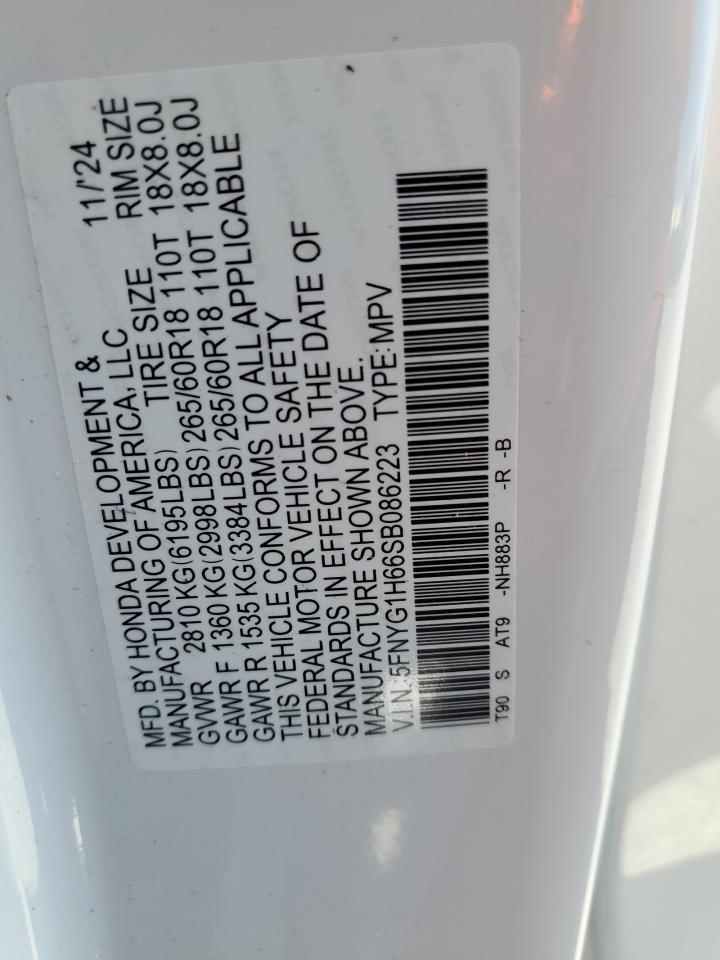 MFD. BY HONDA DEVELOPMENT & 11/'24
MANUFACTURING OF AMERICA, LLC
GVWR 2810 KG(6195LBS) TIRE SIZE RIM SIZE
GAWR F 1360 KG(2998LBS) 265/60R18 110T 18X8.0J
GAWR R 1535 KG(3384LBS) 265/60R18 110T 18X8.0J
THIS VEHICLE CONFORMS TO ALL APPLICABLE
FEDERAL MOTOR VEHICLE SAFETY
STANDARDS IN EFFECT ON THE DATE OF
MANUFACTURE SHOWN ABOVE.
V.I.N.:5FNYG1H66SB086223 TYPE:MPV
T90 S AT9 -NH883P -R -B